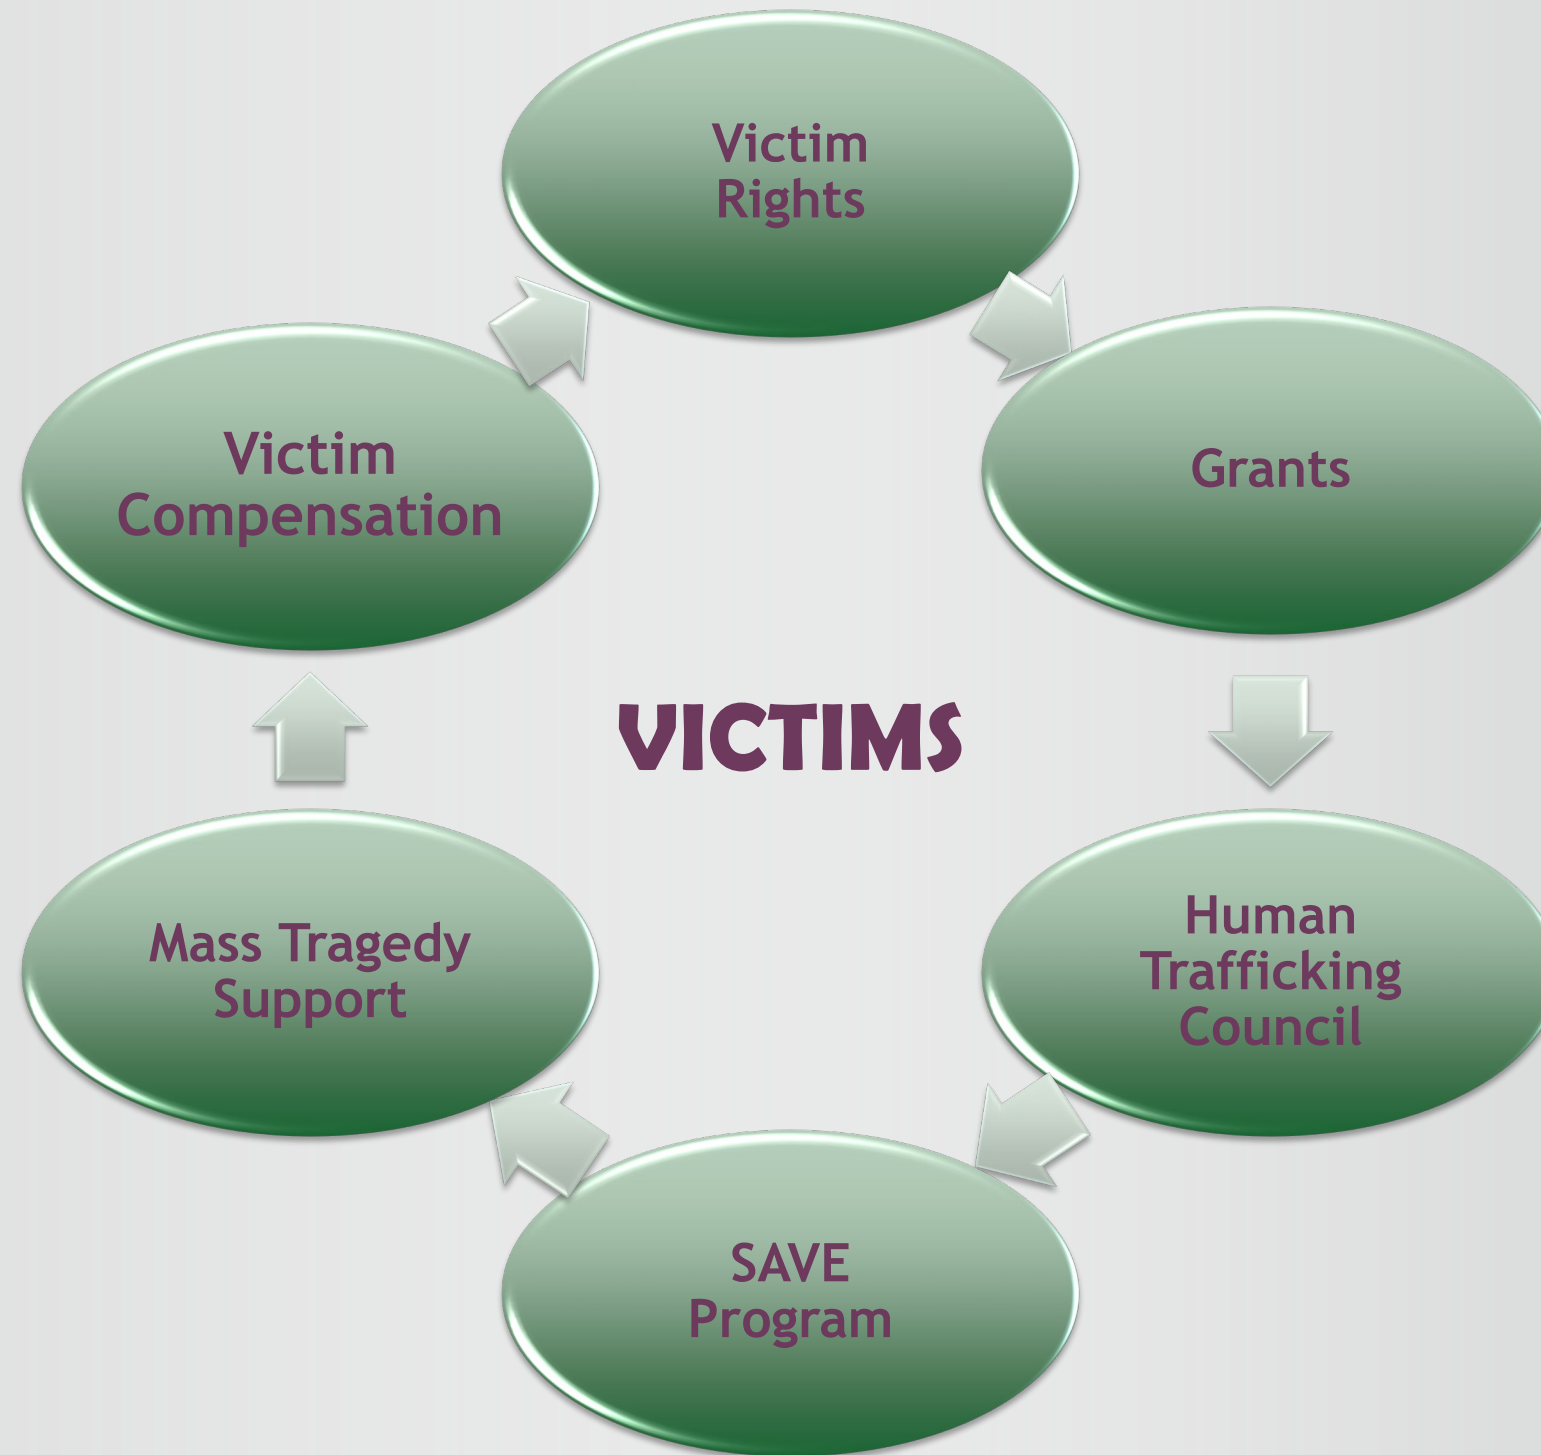 Victim
Rights
Grants
Human
Trafficking
Council
SAVE
Program
Mass Tragedy
Support
Victim
Compensation
VICTIMS